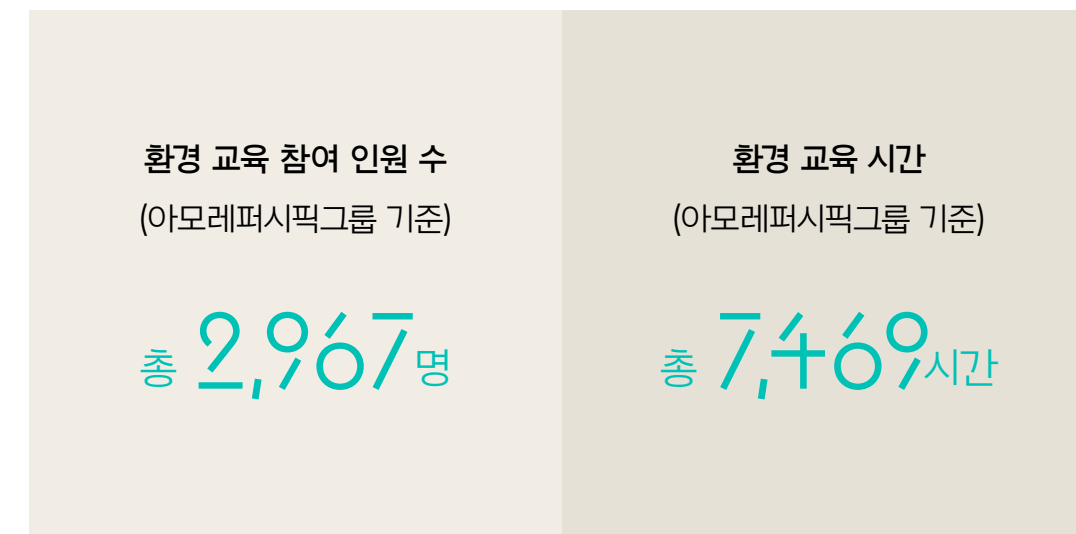 환경 교육 참여 인원 수
(아모레퍼시픽그룹 기준)
총 2,967명
환경 교육 시간
(아모레퍼시픽그룹 기준)
총 7,469시간